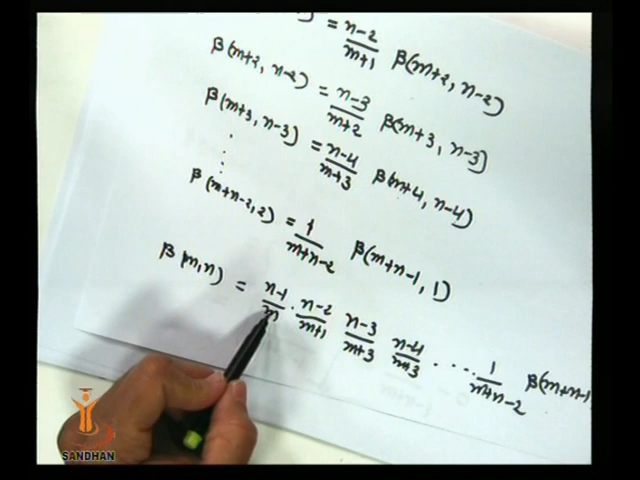 ) = n-2/m+1 β(m+2, n-2)
β(m+2, n-2) = n-3/m+2 β(m+3, n-3)
β(m+3, n-3) = n-4/m+3 β(m+4, n-4)
⋮
β(m+n-2, 2) = 1/m+n-2 β(m+n-1, 1)
β(m,n) = n-1/m · n-2/m+1 n-3/m+3 n-4/m+3 ..... 1/m+n-2 β(m+n-1
SANDHAN